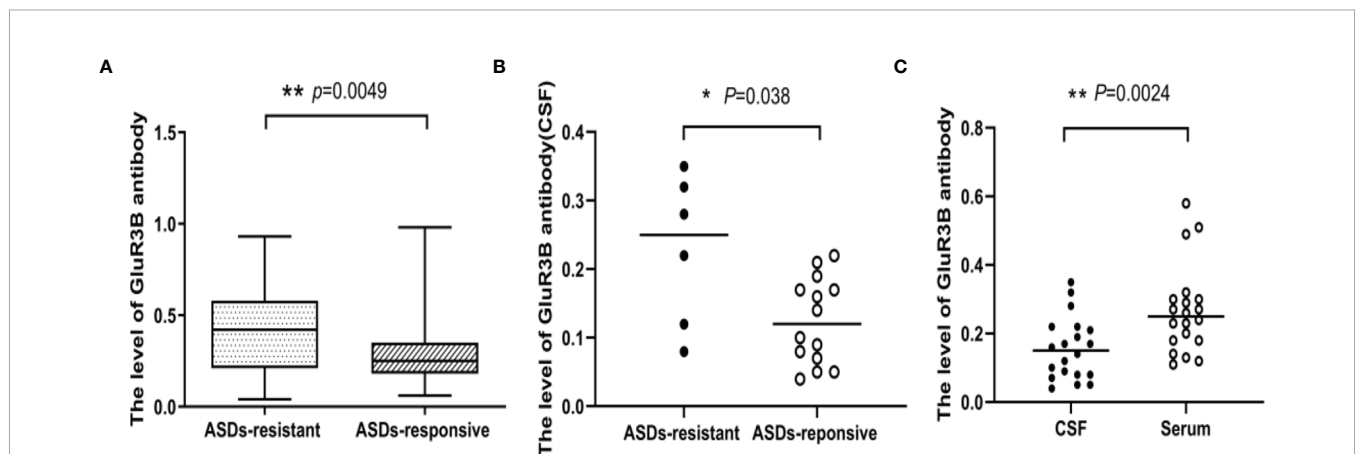 A
** p=0.0049
The level of GluR3B antibody
1.5
1.0
0.5
0.0
ASDs-resistant
ASDs-responsive
B
* P=0.038
The level of GluR3B antibody(CSF)
0.4
0.3
0.2
0.1
0.0
ASDs-resistant
ASDs-reponsive
C
** P=0.0024
The level of GluR3B antibody
0.8
0.6
0.4
0.2
0.0
CSF
Serum